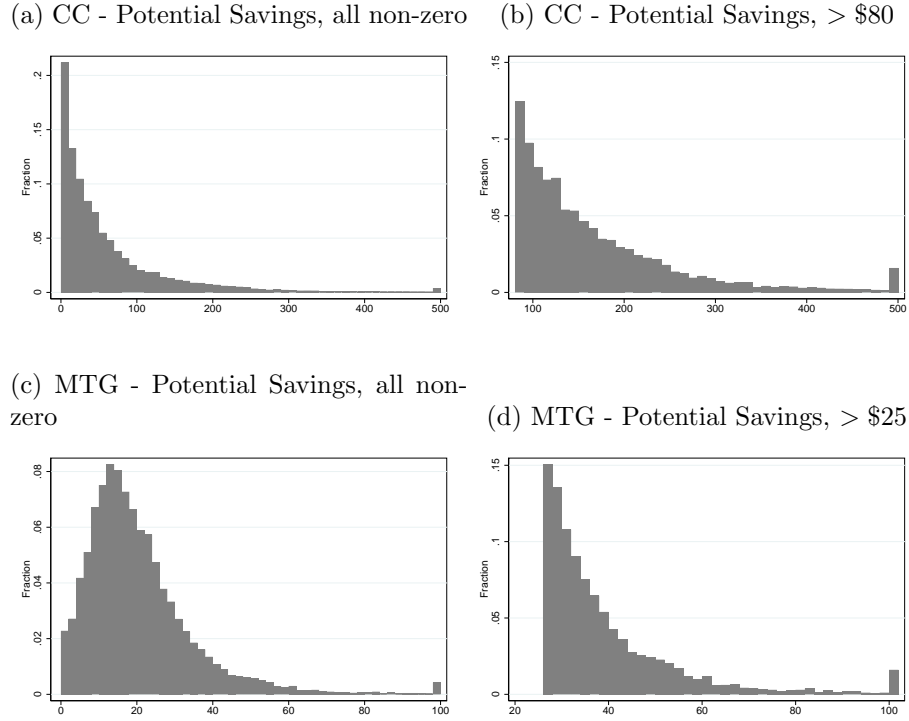 (a) CC - Potential Savings, all non-zero
(b) CC - Potential Savings, > $80
Fraction
0 .05 .1 .15 .2
0 100 200 300 400 500
Fraction
0 .05 .1 .15
100 200 300 400 500
(c) MTG - Potential Savings, all non-
zero
(d) MTG - Potential Savings, > $25
Fraction
0 .02 .04 .06 .08
0 20 40 60 80 100
Fraction
0 .05 .1 .15
20 40 60 80 100